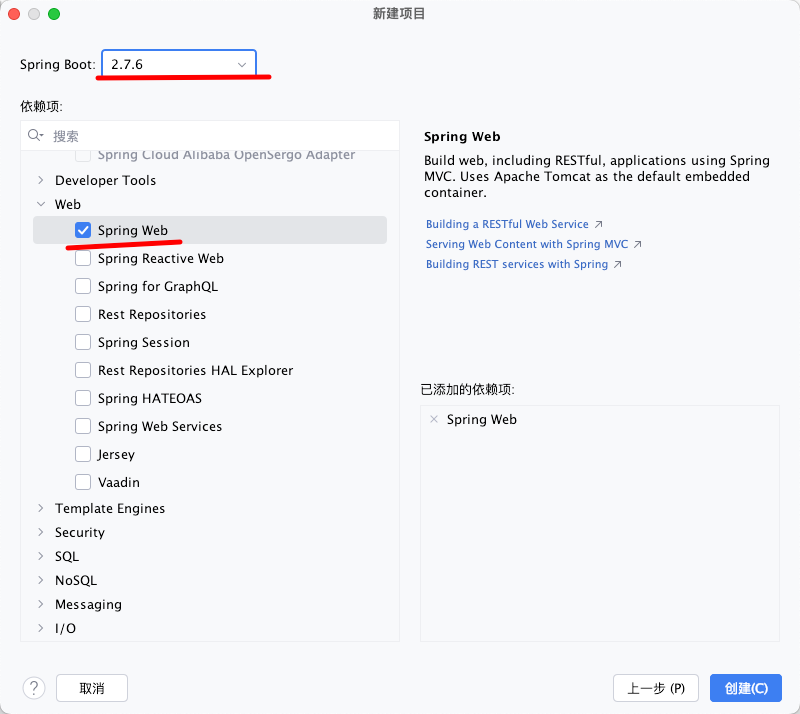 新建项目
Spring Boot: 2.7.6
依赖项:
搜索
Spring Cloud Alibaba OpenSergo Adapter
Developer Tools
Web
Spring Web
Spring Reactive Web
Spring for GraphQL
Rest Repositories
Spring Session
Rest Repositories HAL Explorer
Spring HATEOAS
Spring Web Services
Jersey
Vaadin
Template Engines
Security
SQL
NoSQL
Messaging
I/O
Spring Web
Build web, including RESTful, applications using Spring
MVC. Uses Apache Tomcat as the default embedded
container.
Building a RESTful Web Service ↗
Serving Web Content with Spring MVC ↗
Building REST services with Spring ↗
已添加的依赖项:
× Spring Web
?
取消
上一步 (P)
创建(C)